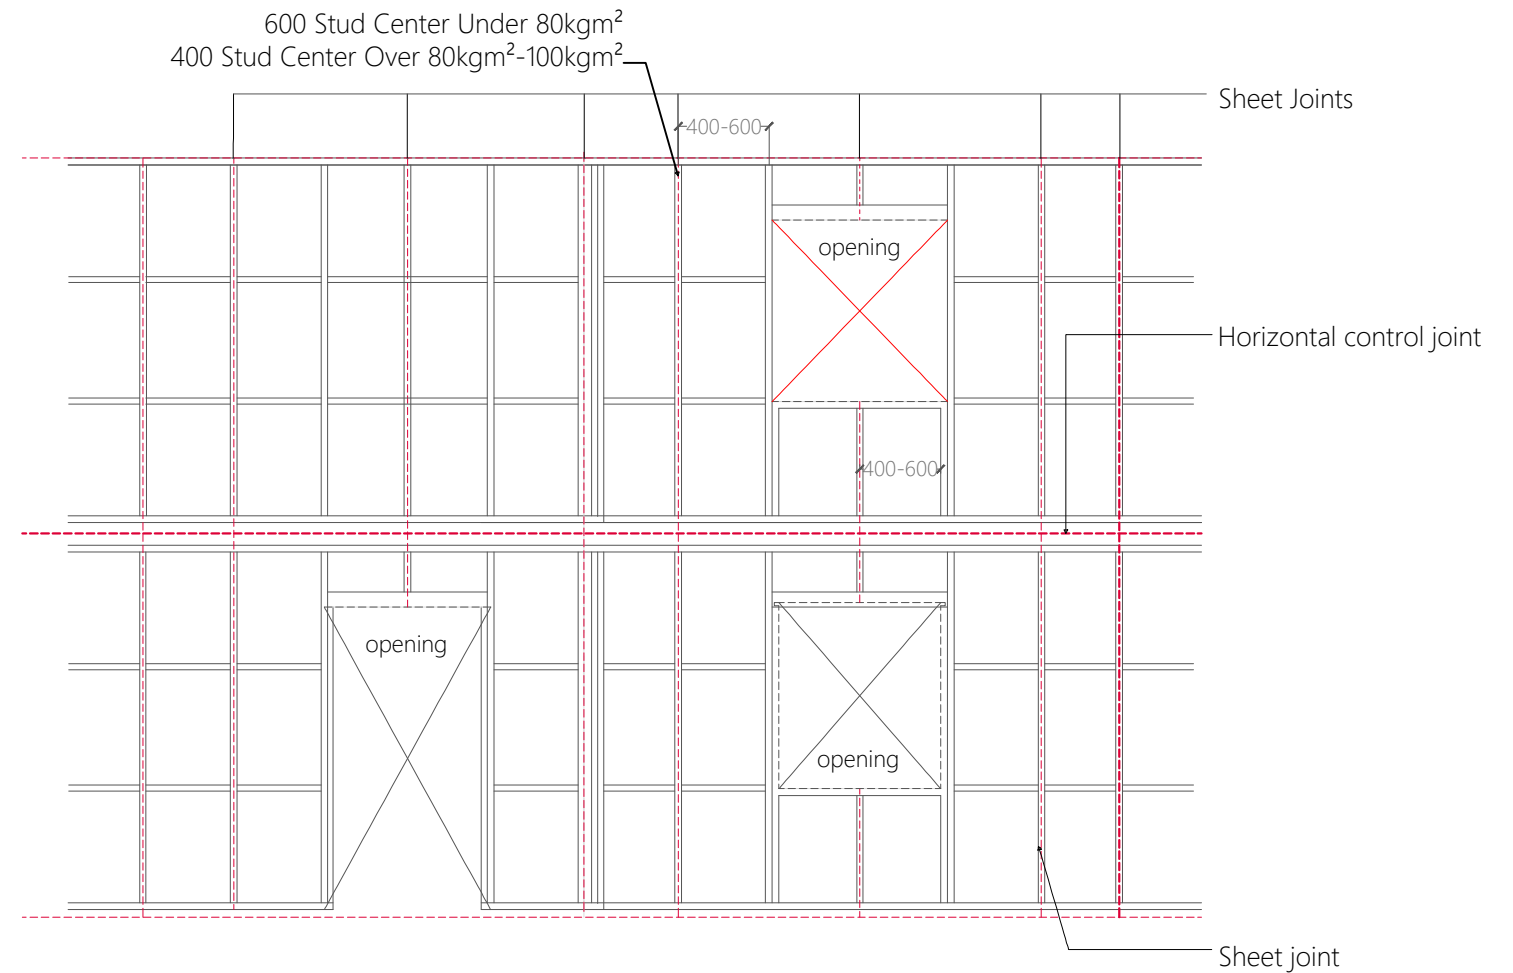 600 Stud Center Under 80kgm²
400 Stud Center Over 80kgm²-100kgm²
Sheet Joints
400-600
opening
Horizontal control joint
400-600
opening
opening
Sheet joint